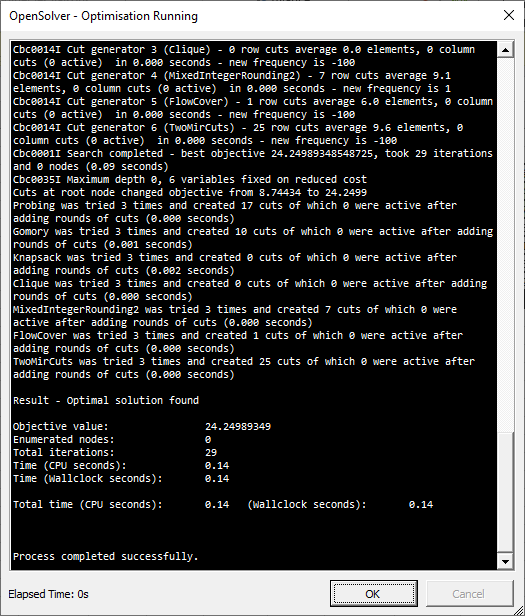 OpenSolver - Optimisation Running
Cbc0014I Cut generator 3 (Clique) - 0 row cuts average 0.0 elements, 0 column
cuts (0 active)  in 0.000 seconds - new frequency is -100
Cbc0014I Cut generator 4 (MixedIntegerRounding2) - 7 row cuts average 9.1
elements, 0 column cuts (0 active)  in 0.000 seconds - new frequency is 1
Cbc0014I Cut generator 5 (FlowCover) - 1 row cuts average 6.0 elements, 0 column
cuts (0 active)  in 0.000 seconds - new frequency is -100
Cbc0014I Cut generator 6 (TwoMirCuts) - 25 row cuts average 9.6 elements, 0
column cuts (0 active)  in 0.000 seconds - new frequency is -100
Cbc0001I Search completed - best objective 24.24989348548725, took 29 iterations
and 0 nodes (0.09 seconds)
Cbc0035I Maximum depth 0, 6 variables fixed on reduced cost
Cuts at root node changed objective from 8.74434 to 24.2499
Probing was tried 3 times and created 17 cuts of which 0 were active after
adding rounds of cuts (0.000 seconds)
Gomory was tried 3 times and created 10 cuts of which 0 were active after adding
rounds of cuts (0.001 seconds)
Knapsack was tried 3 times and created 0 cuts of which 0 were active after
adding rounds of cuts (0.002 seconds)
Clique was tried 3 times and created 0 cuts of which 0 were active after adding
rounds of cuts (0.000 seconds)
MixedIntegerRounding2 was tried 3 times and created 7 cuts of which 0 were
active after adding rounds of cuts (0.000 seconds)
FlowCover was tried 3 times and created 1 cuts of which 0 were active after
adding rounds of cuts (0.000 seconds)
TwoMirCuts was tried 3 times and created 25 cuts of which 0 were active after
adding rounds of cuts (0.000 seconds)
Result - Optimal solution found
Objective value: 24.24989349
Enumerated nodes: 0
Total iterations: 29
Time (CPU seconds): 0.14
Time (Wallclock seconds): 0.14
Total time (CPU seconds): 0.14 (Wallclock seconds): 0.14
Process completed successfully.
Elapsed Time: 0s
OK
Cancel